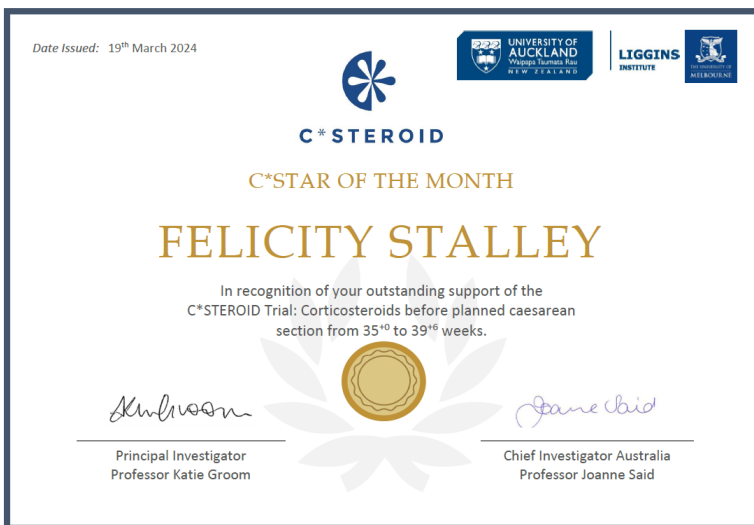 Date Issued: 19th March 2024
UNIVERSITY OF
AUCKLAND
Waipapa Taumata Rau
NEW ZEALAND
LIGGINS
INSTITUTE
THE UNIVERSITY OF
MELBOURNE
C*STEROID
C*STAR OF THE MONTH
FELICITY STALLEY
In recognition of your outstanding support of the
C*STEROID Trial: Corticosteroids before planned caesarean
section from 35⁺⁰ to 39⁺⁶ weeks.
Joanne Said
Principal Investigator
Professor Katie Groom
Chief Investigator Australia
Professor Joanne Said